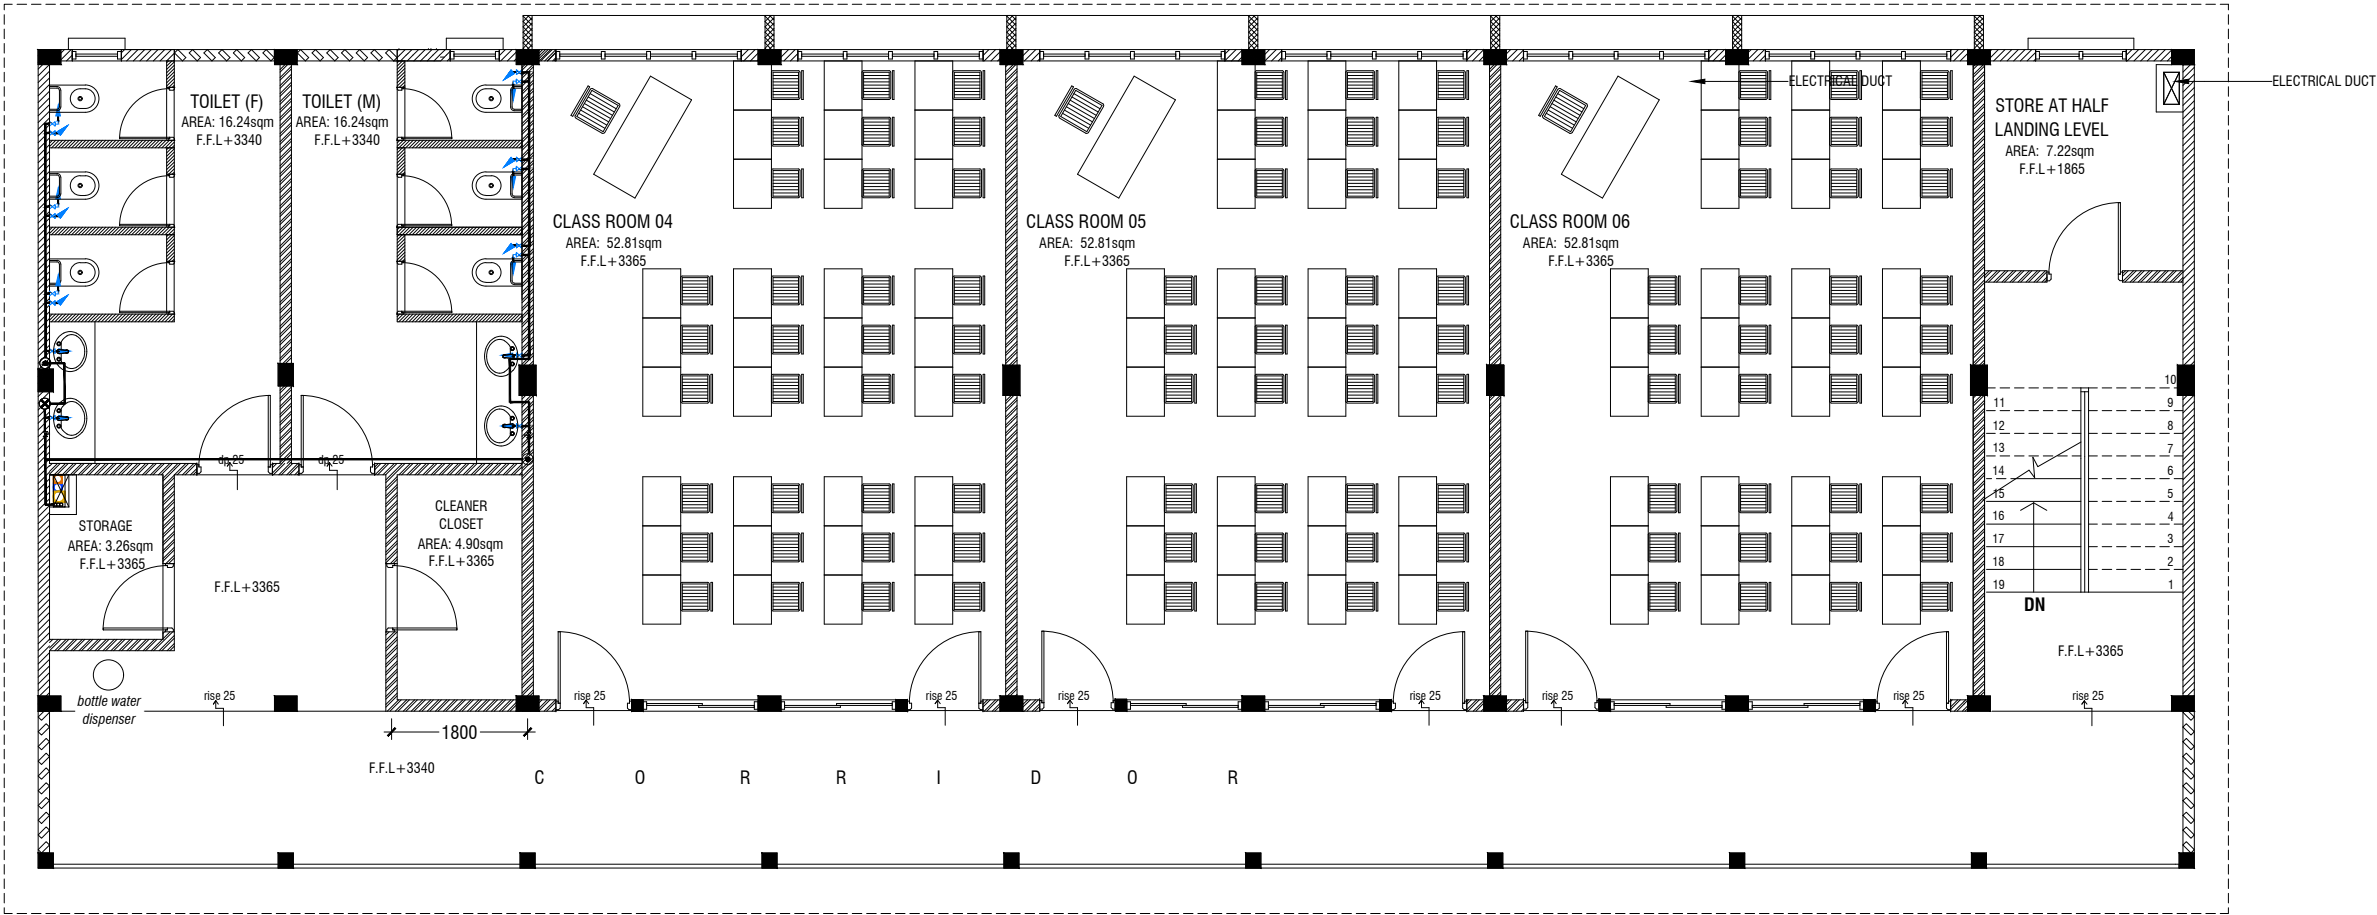 TOILET (F)
AREA: 16.24sqm
F.F.L+3340
TOILET (M)
AREA: 16.24sqm
F.F.L+3340
CLASS ROOM 04
AREA: 52.81sqm
F.F.L+3365
CLASS ROOM 05
AREA: 52.81sqm
F.F.L+3365
CLASS ROOM 06
AREA: 52.81sqm
F.F.L+3365
ELECTRICAL DUCT
ELECTRICAL DUCT
STORE AT HALF
LANDING LEVEL
AREA: 7.22sqm
F.F.L+1865
10
11
9
12
8
13
7
14
6
15
5
16
4
17
3
18
2
19
1
DN
F.F.L+3365
dp 25
dp 25
STORAGE
AREA: 3.26sqm
F.F.L+3365
F.F.L+3365
CLEANER
CLOSET
AREA: 4.90sqm
F.F.L+3365
bottle water
dispenser
rise 25
rise 25
rise 25
rise 25
rise 25
rise 25
rise 25
rise 25
1800
F.F.L+3340
C O R R I D O R